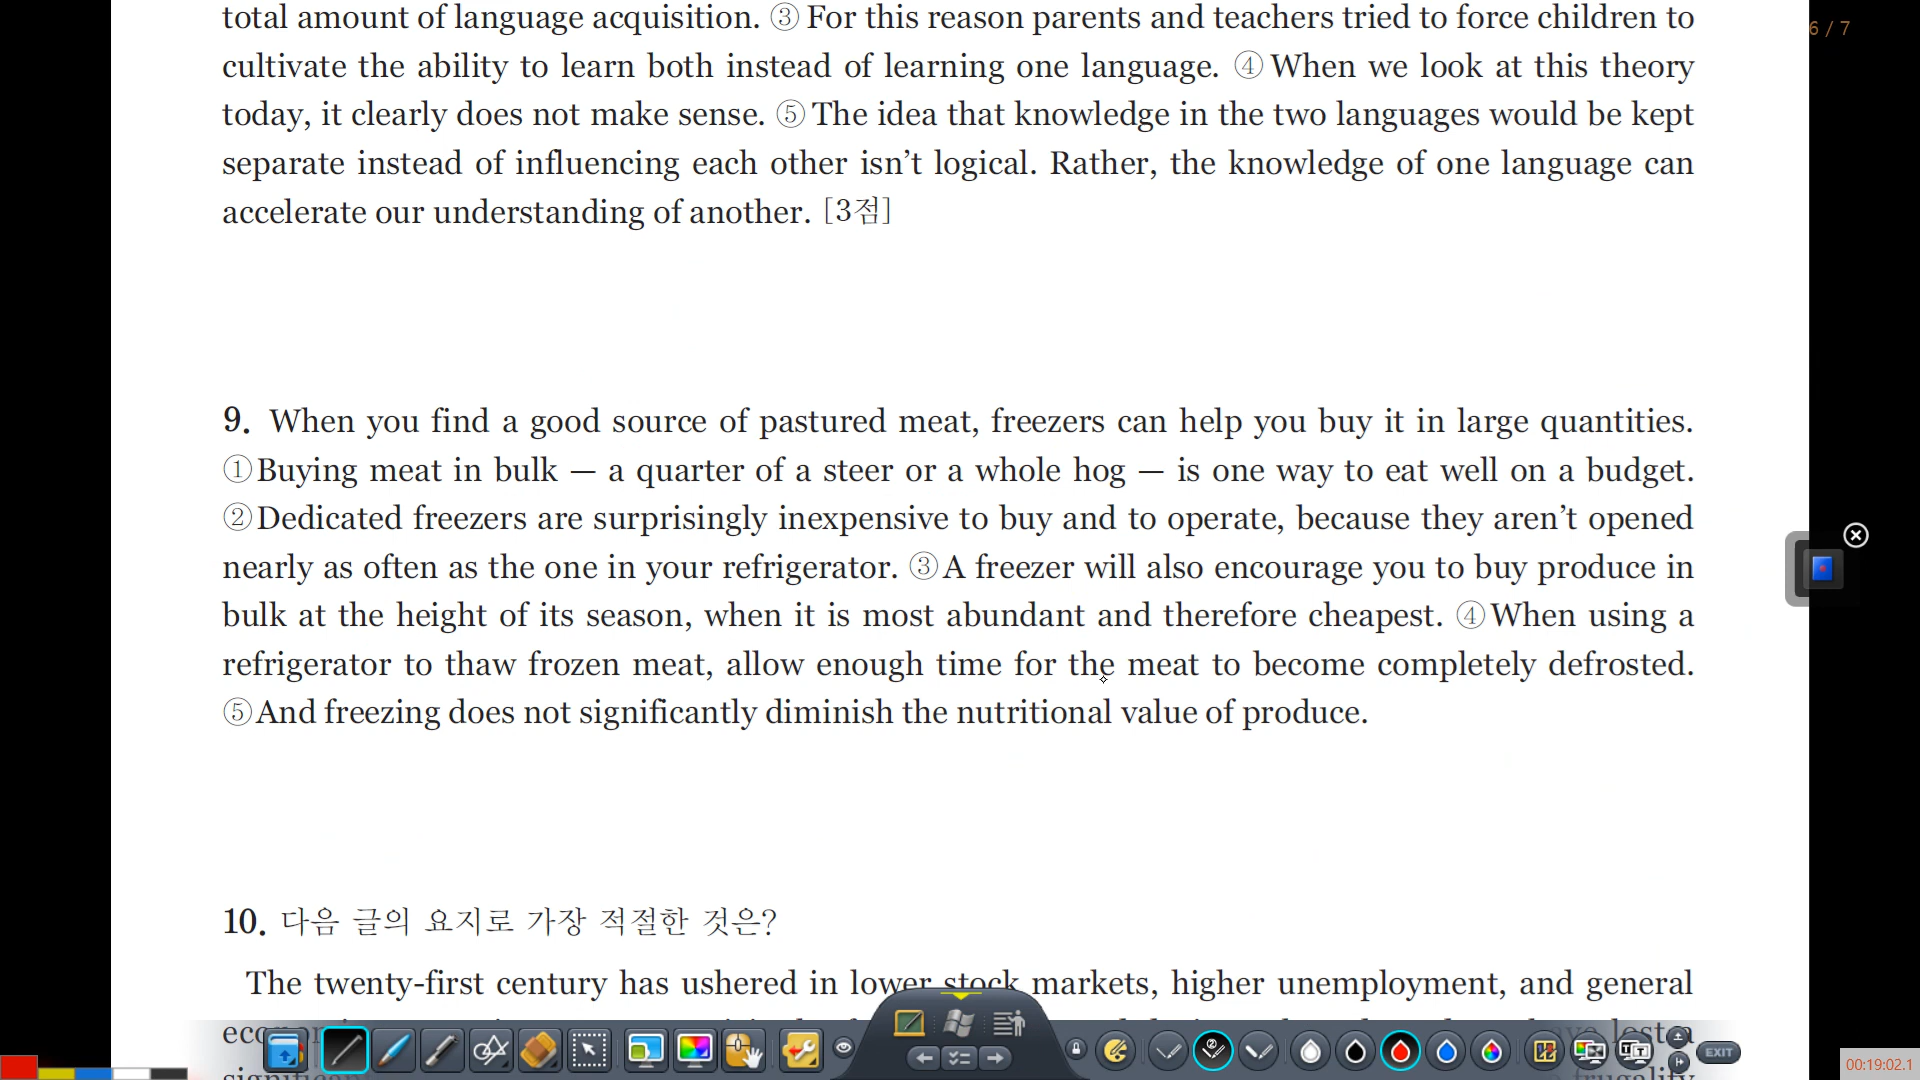 total amount of language acquisition. ③ For this reason parents and teachers tried to force children to
6 / 7
cultivate the ability to learn both instead of learning one language. ④ When we look at this theory
today, it clearly does not make sense. ⑤ The idea that knowledge in the two languages would be kept
separate instead of influencing each other isn’t logical. Rather, the knowledge of one language can
accelerate our understanding of another. [3점]
9. When you find a good source of pastured meat, freezers can help you buy it in large quantities.
① Buying meat in bulk — a quarter of a steer or a whole hog — is one way to eat well on a budget.
② Dedicated freezers are surprisingly inexpensive to buy and to operate, because they aren’t opened
nearly as often as the one in your refrigerator. ③ A freezer will also encourage you to buy produce in
bulk at the height of its season, when it is most abundant and therefore cheapest. ④ When using a
refrigerator to thaw frozen meat, allow enough time for the meat to become completely defrosted.
⑤ And freezing does not significantly diminish the nutritional value of produce.
10. 다음 글의 요지로 가장 적절한 것은?
The twenty-first century has ushered in lower stock markets, higher unemployment, and general
lost a
EXIT
00:19:02.1